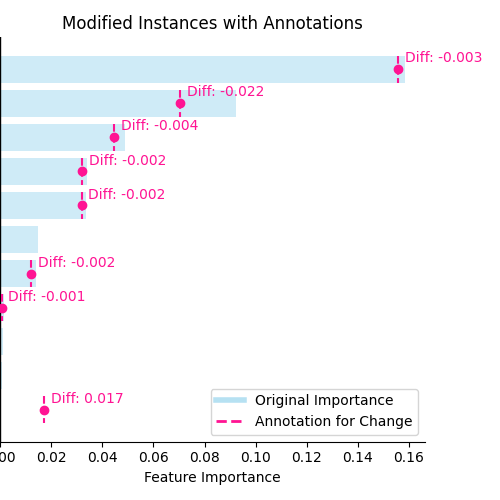 Modified Instances with Annotations
Diff: -0.003
Diff: -0.022
Diff: -0.004
Diff: -0.002
Diff: -0.002
Diff: -0.002
Diff: -0.001
Diff: 0.017
Original Importance
Annotation for Change
00 0.02 0.04 0.06 0.08 0.10 0.12 0.14 0.16
Feature Importance